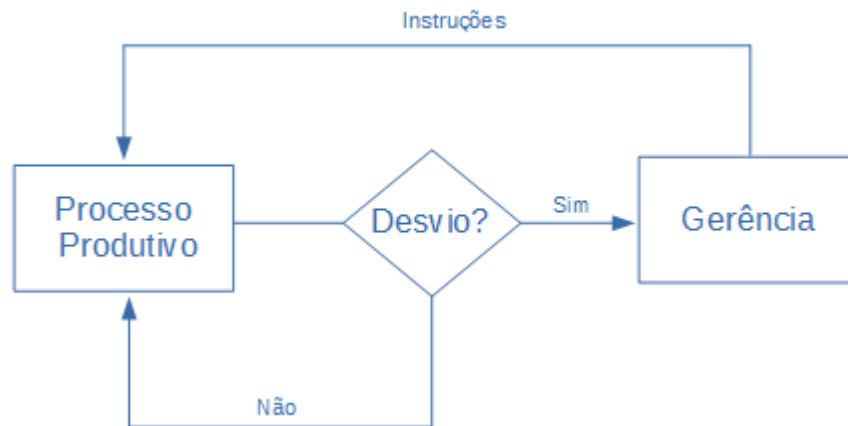 Instruções
Processo
Produtivo
Desvio?
Sim
Gerência
Não